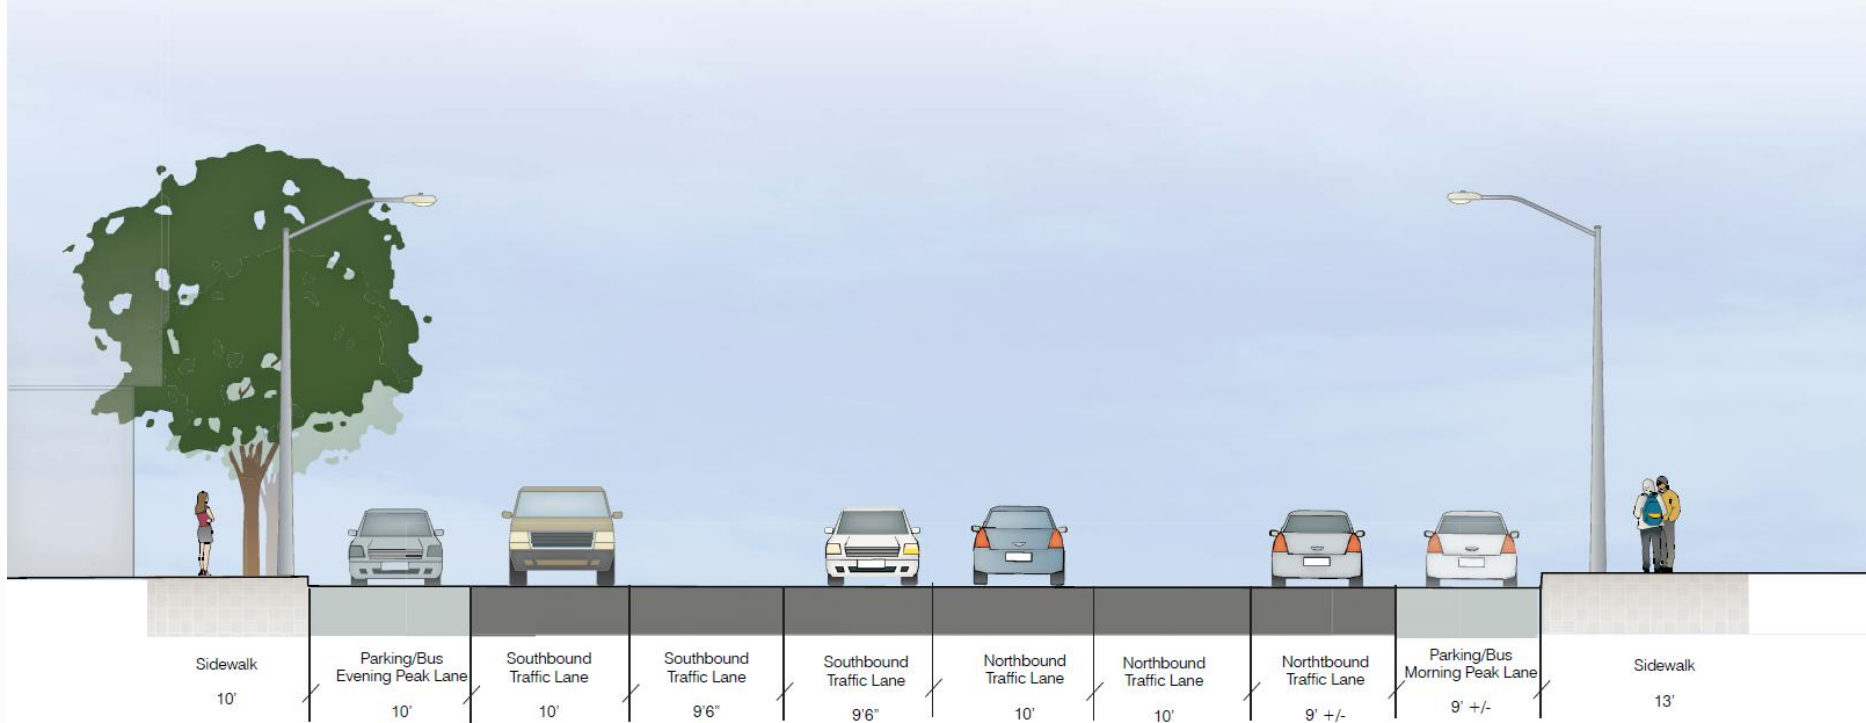 Sidewalk
10'
Parking/Bus
Evening Peak Lane
10'
Southbound
Traffic Lane
10'
Southbound
Traffic Lane
9'6"
Southbound
Traffic Lane
9'6"
Northbound
Traffic Lane
10'
Northbound
Traffic Lane
10'
Northtbound
Traffic Lane
9' +/-
Parking/Bus
Morning Peak Lane
9' +/-
Sidewalk
13'